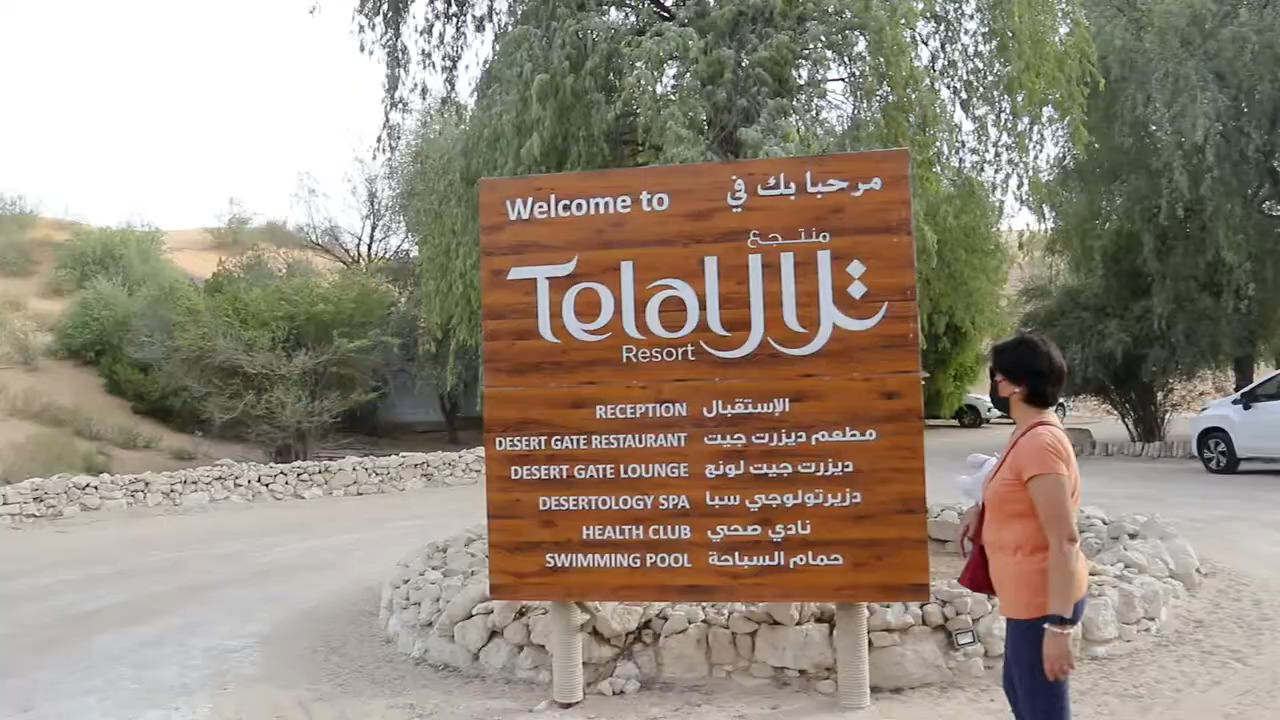 Welcome to مرحبا بك في
منتجع
Telal تلال
Resort
RECEPTION الإستقبال
DESERT GATE RESTAURANT مطعم ديزرت جيت
DESERT GATE LOUNGE ديزرت جيت لونج
DESERTOLOGY SPA دزيرتولوجي سبا
HEALTH CLUB نادي صحي
SWIMMING POOL حمام السباحة